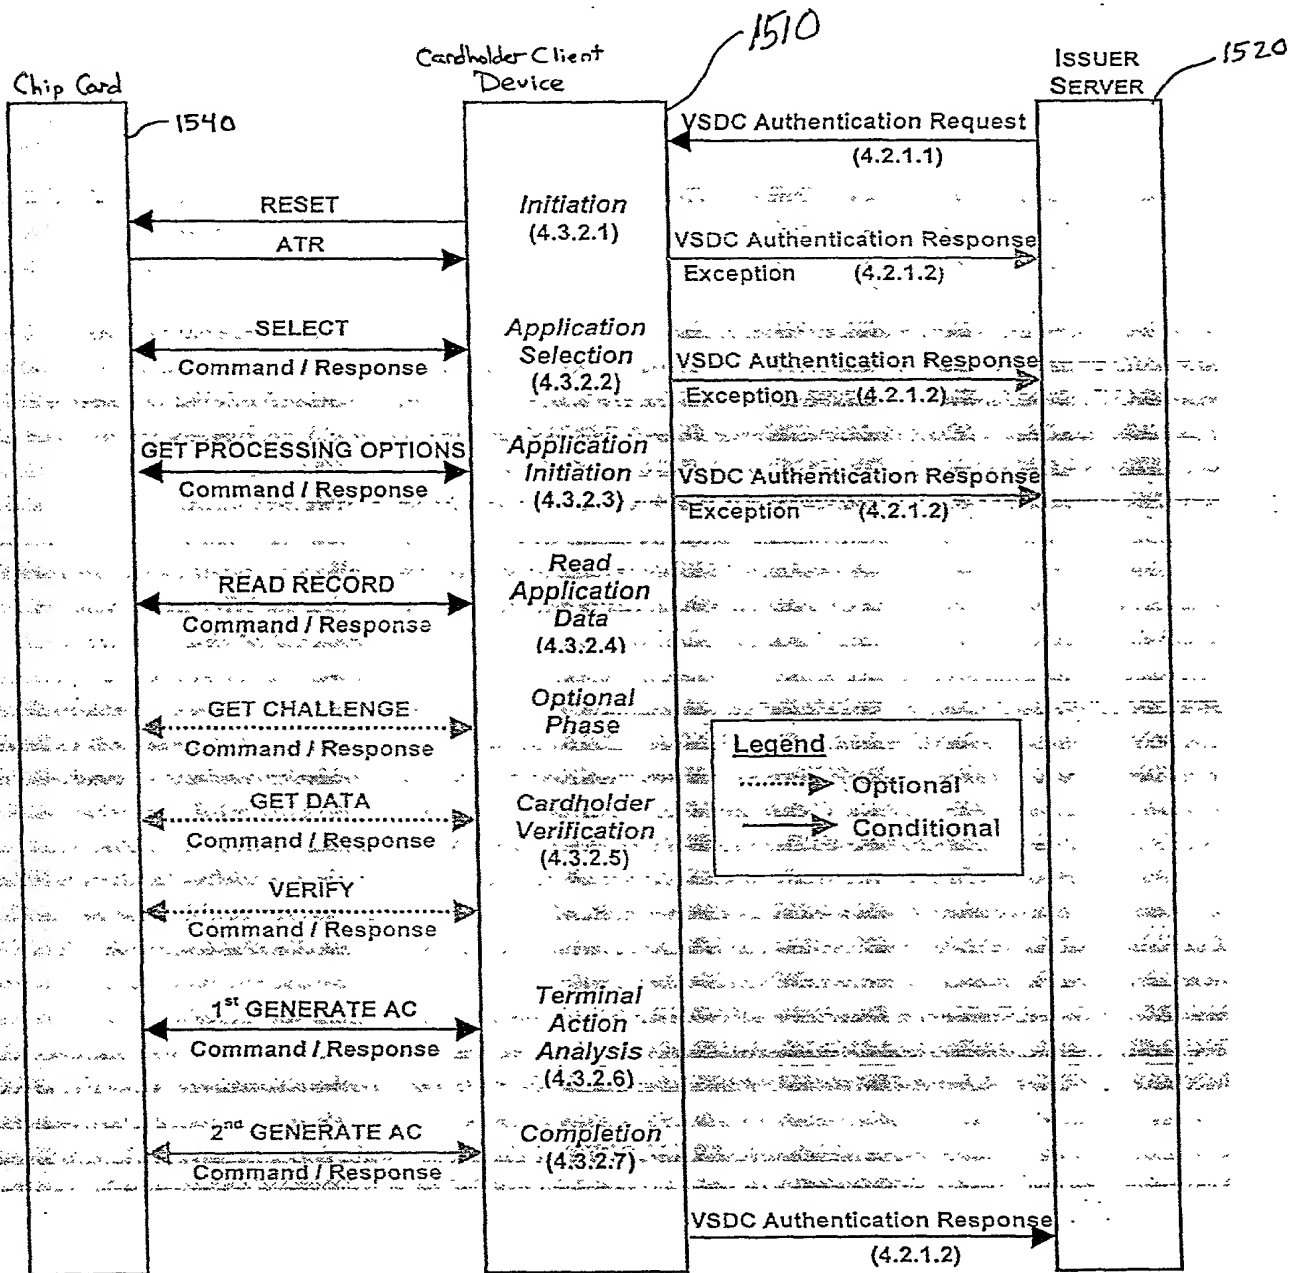 1510
Cardholder Client
Device
ISSUER
SERVER
1520
Chip Card
1540
VSDC Authentication Request
(4.2.1.1)
RESET
ATR
Initiation
(4.3.2.1)
VSDC Authentication Response
Exception (4.2.1.2)
SELECT
Command / Response
Application
Selection
(4.3.2.2)
VSDC Authentication Response
Exception (4.2.1.2)
GET PROCESSING OPTIONS
Command / Response
Application
Initiation
(4.3.2.3)
VSDC Authentication Response
Exception (4.2.1.2)
READ RECORD
Command / Response
Read
Application
Data
(4.3.2.4)
GET CHALLENGE
Command / Response
Optional
Phase
Legend
Optional
Conditional
GET DATA
Command / Response
Cardholder
Verification
(4.3.2.5)
VERIFY
Command / Response
1st GENERATE AC
Command / Response
Terminal
Action
Analysis
(4.3.2.6)
2nd GENERATE AC
Command / Response
Completion
(4.3.2.7)
VSDC Authentication Response
(4.2.1.2)